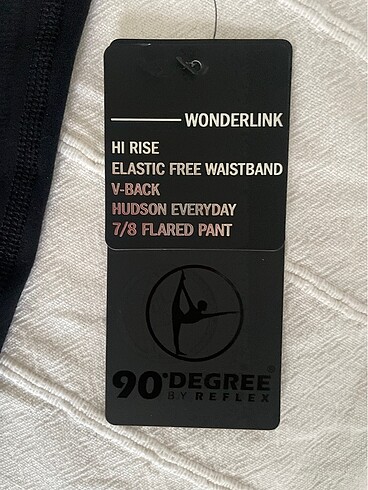 WONDERLINK
HI RISE
ELASTIC FREE WAISTBAND
V-BACK
HUDSON EVERYDAY
7/8 FLARED PANT
90°DEGREE®
BY REFLEX